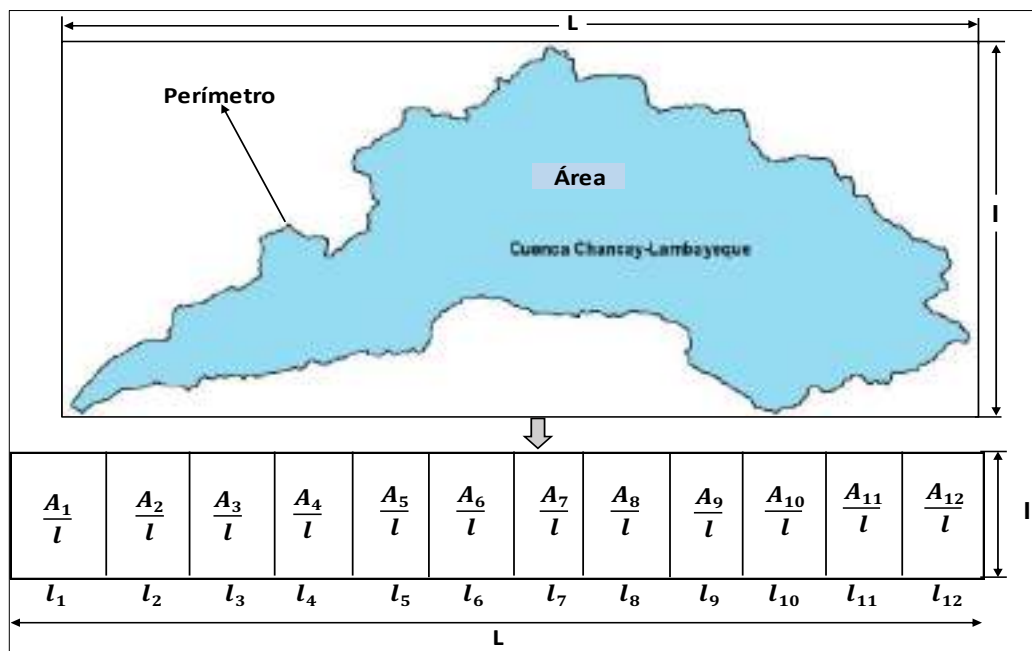 L
Perímetro
Área
l
Cuenca Chancay-Lambayeque
A₁/l A₂/l A₃/l A₄/l A₅/l A₆/l A₇/l A₈/l A₉/l A₁₀/l A₁₁/l A₁₂/l
l
l₁ l₂ l₃ l₄ l₅ l₆ l₇ l₈ l₉ l₁₀ l₁₁ l₁₂
L